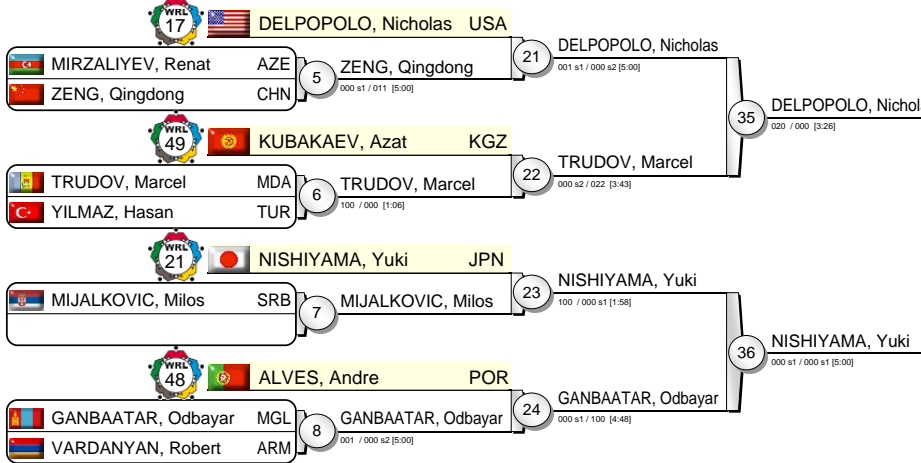 WRL
17
DELPOPOLO, Nicholas USA
MIRZALIYEV, Renat AZE
ZENG, Qingdong CHN
5
ZENG, Qingdong
000 s1 / 011 [5:00]
21
DELPOPOLO, Nicholas
001 s1 / 000 s2 [5:00]
WRL
49
KUBAKAEV, Azat KGZ
TRUDOV, Marcel MDA
YILMAZ, Hasan TUR
6
TRUDOV, Marcel
100 / 000 [1:06]
22
TRUDOV, Marcel
000 s2 / 022 [3:43]
35
DELPOPOLO, Nichol
020 / 000 [3:26]
WRL
21
NISHIYAMA, Yuki JPN
MIJALKOVIC, Milos SRB
7
MIJALKOVIC, Milos
23
NISHIYAMA, Yuki
100 / 000 s1 [1:58]
WRL
48
ALVES, Andre POR
GANBAATAR, Odbayar MGL
VARDANYAN, Robert ARM
8
GANBAATAR, Odbayar
001 / 000 s2 [5:00]
24
GANBAATAR, Odbayar
000 s1 / 100 [4:48]
36
NISHIYAMA, Yuki
000 s1 / 000 s1 [5:00]